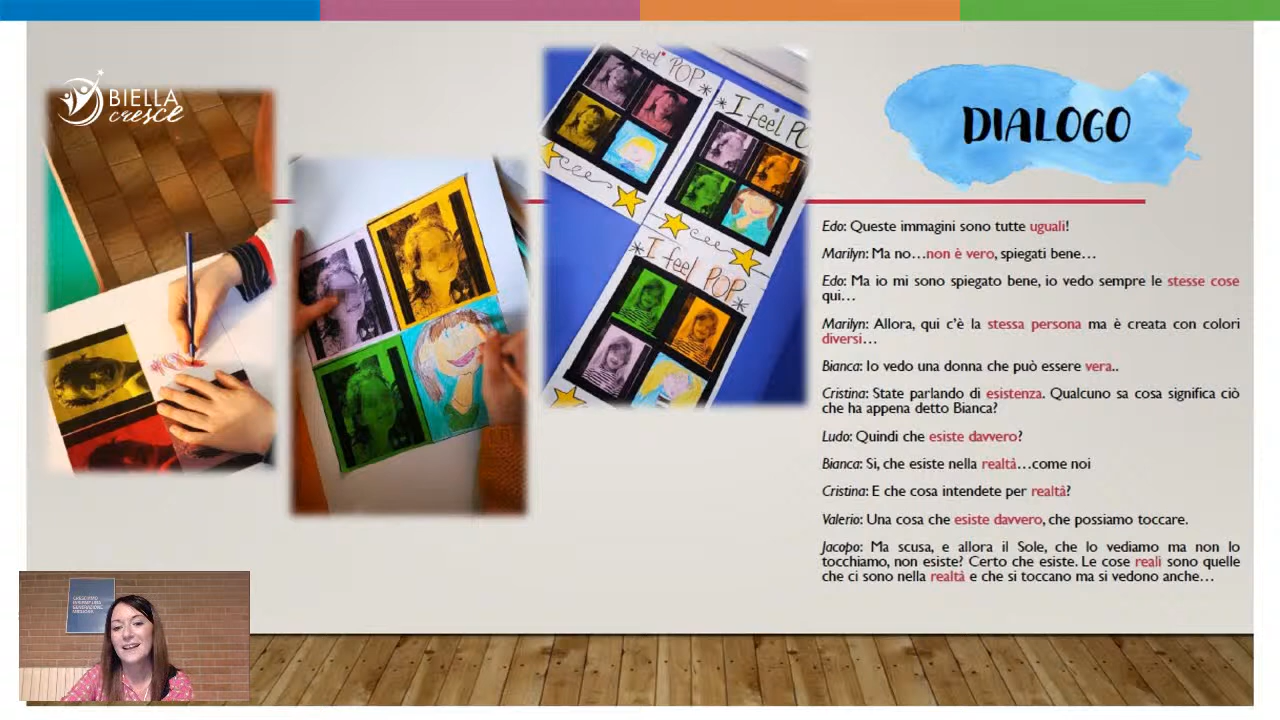 BIELLA
cresce
feel POP
I feel PO
I feel POP
DIALOGO
Edo: Queste immagini sono tutte uguali!
Marilyn: Ma no…non è vero, spiegati bene…
Edo: Ma io mi sono spiegato bene, io vedo sempre le stesse cose
qui…
Marilyn: Allora, qui c'è la stessa persona ma è creata con colori
diversi…
Bianca: Io vedo una donna che può essere vera..
Cristina: State parlando di esistenza. Qualcuno sa cosa significa ciò
che ha appena detto Bianca?
Ludo: Quindi che esiste davvero?
Bianca: Si, che esiste nella realtà…come noi
Cristina: E che cosa intendete per realtà?
Valerio: Una cosa che esiste davvero, che possiamo toccare.
Jacopo: Ma scusa, e allora il Sole, che lo vediamo ma non lo
tocchiamo, non esiste? Certo che esiste. Le cose reali sono quelle
che ci sono nella realtà e che si toccano ma si vedono anche…